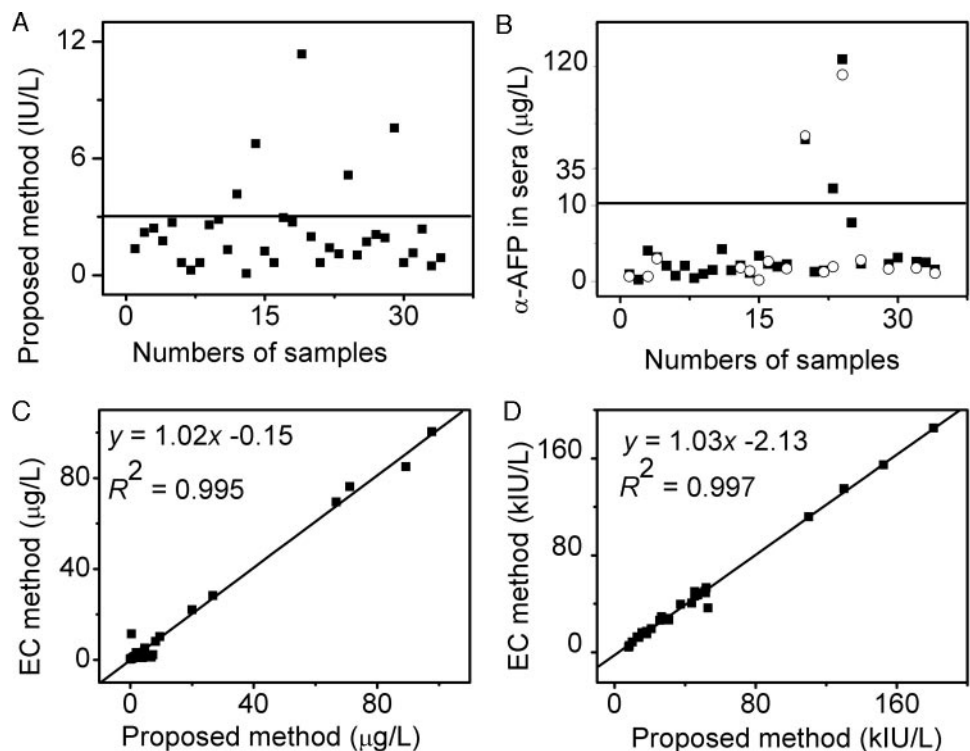 A
12
6
0
0
15
30
Proposed method (IU/L)
Numbers of samples
B
120
35
10
0
0
15
30
α-AFP in sera (μg/L)
Numbers of samples
C
y = 1.02x -0.15
R² = 0.995
80
40
0
0
40
80
EC method (μg/L)
Proposed method (μg/L)
D
y = 1.03x -2.13
R² = 0.997
160
80
0
0
80
160
EC method (kIU/L)
Proposed method (kIU/L)